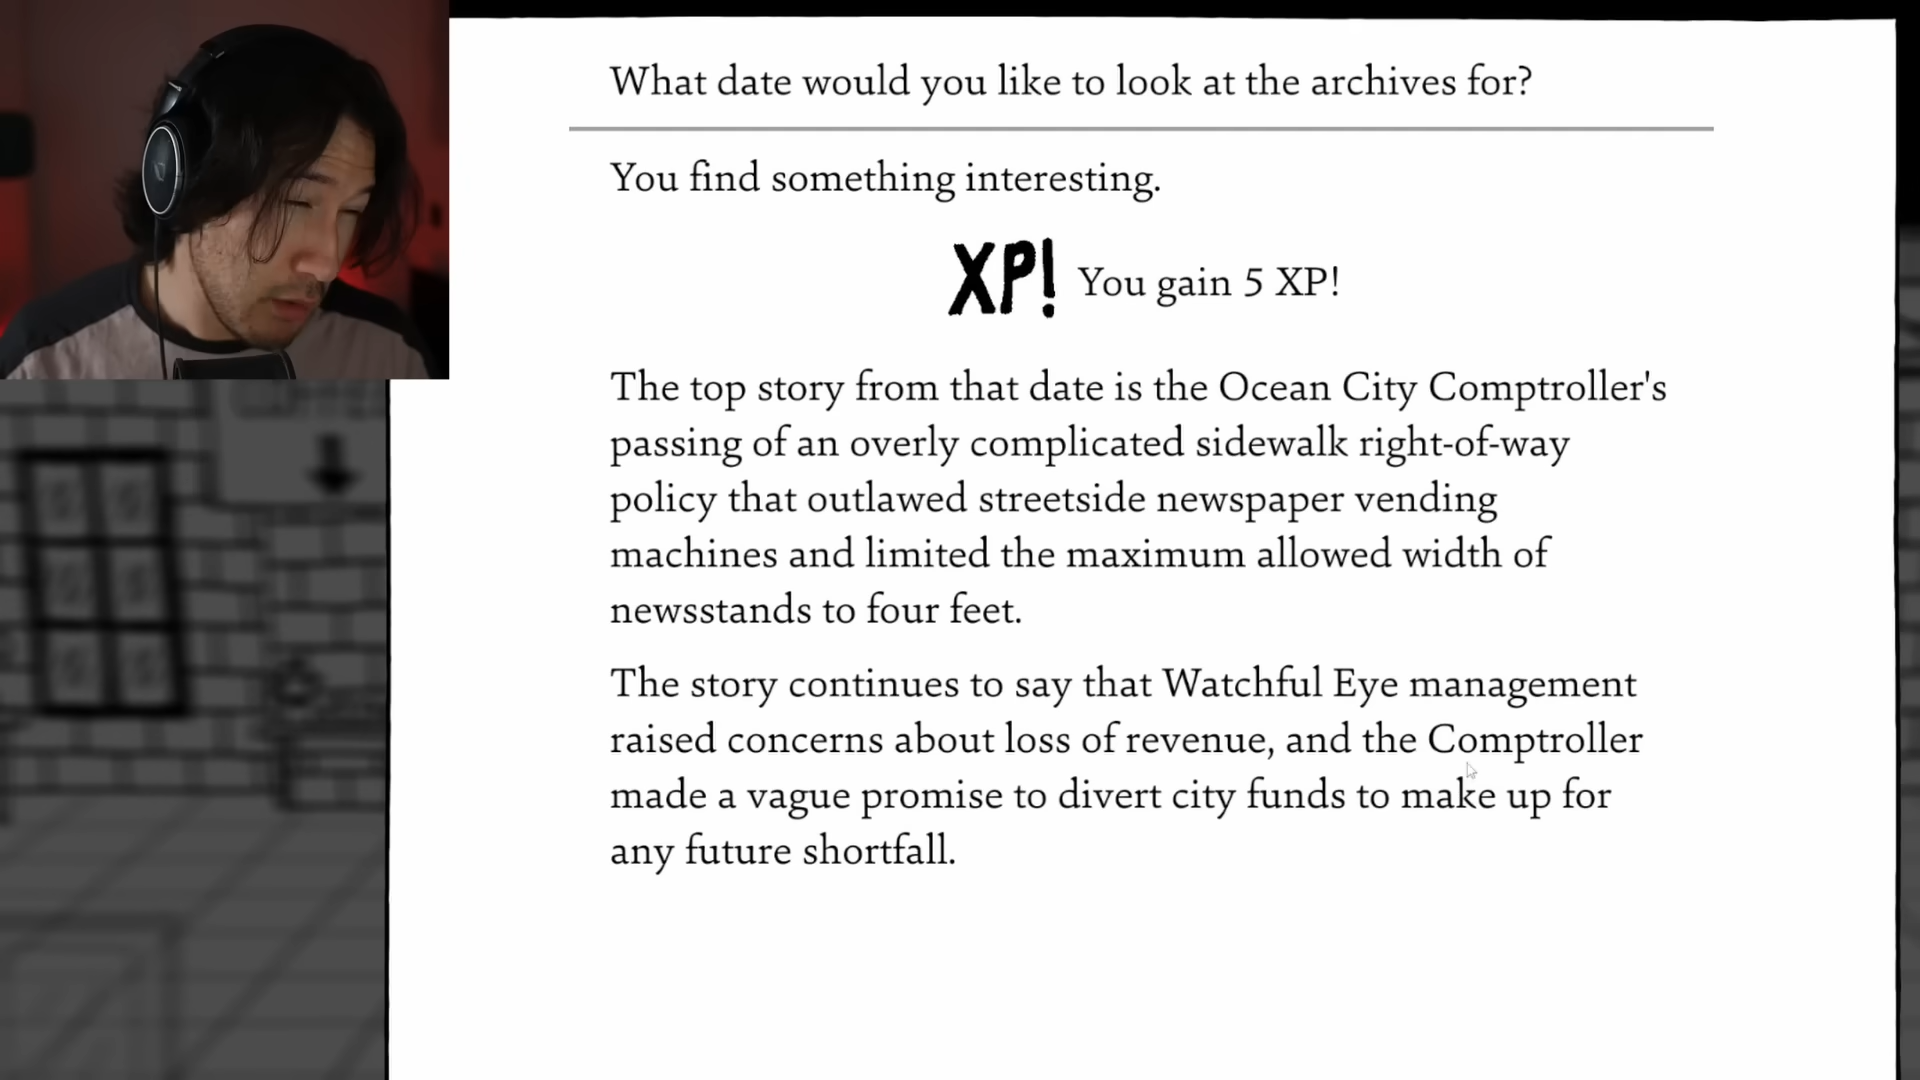 What date would you like to look at the archives for?
You find something interesting.
XP! You gain 5 XP!
The top story from that date is the Ocean City Comptroller's
passing of an overly complicated sidewalk right-of-way
policy that outlawed streetside newspaper vending
machines and limited the maximum allowed width of
newsstands to four feet.
The story continues to say that Watchful Eye management
raised concerns about loss of revenue, and the Comptroller
made a vague promise to divert city funds to make up for
any future shortfall.